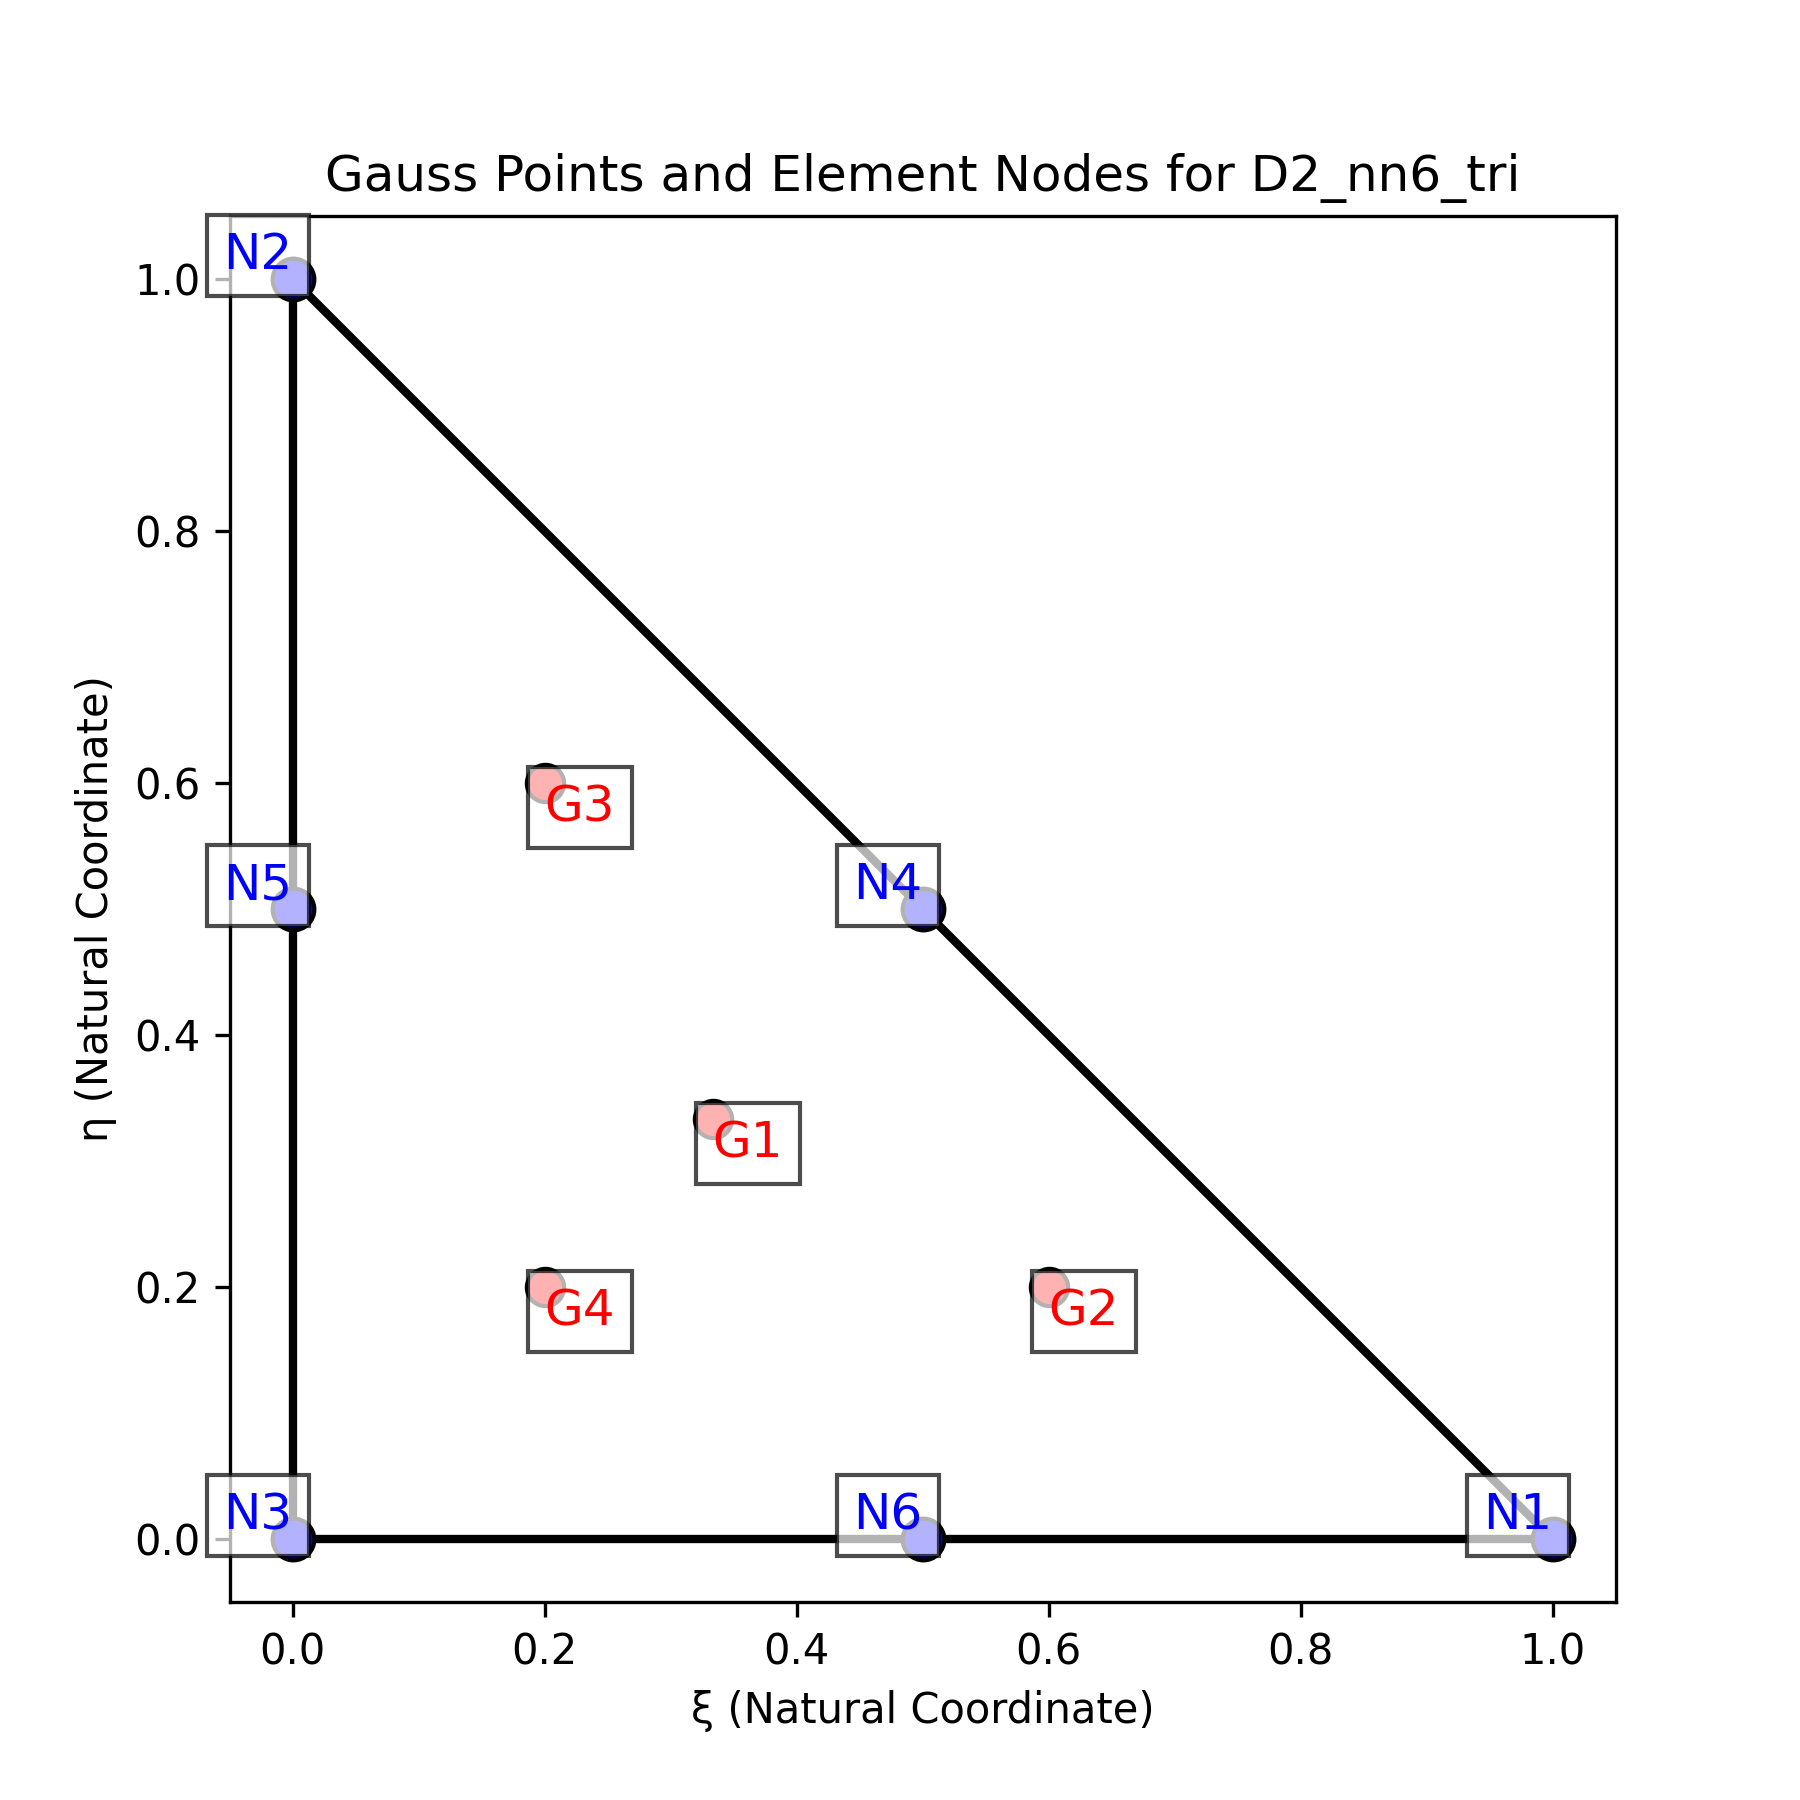 Gauss Points and Element Nodes for D2_nn6_tri
N2
1.0
0.8
0.6
G3
N5
N4
η (Natural Coordinate)
0.4
G1
0.2
G4
G2
N3
N6
N1
0.0
0.0
0.2
0.4
0.6
0.8
1.0
ξ (Natural Coordinate)